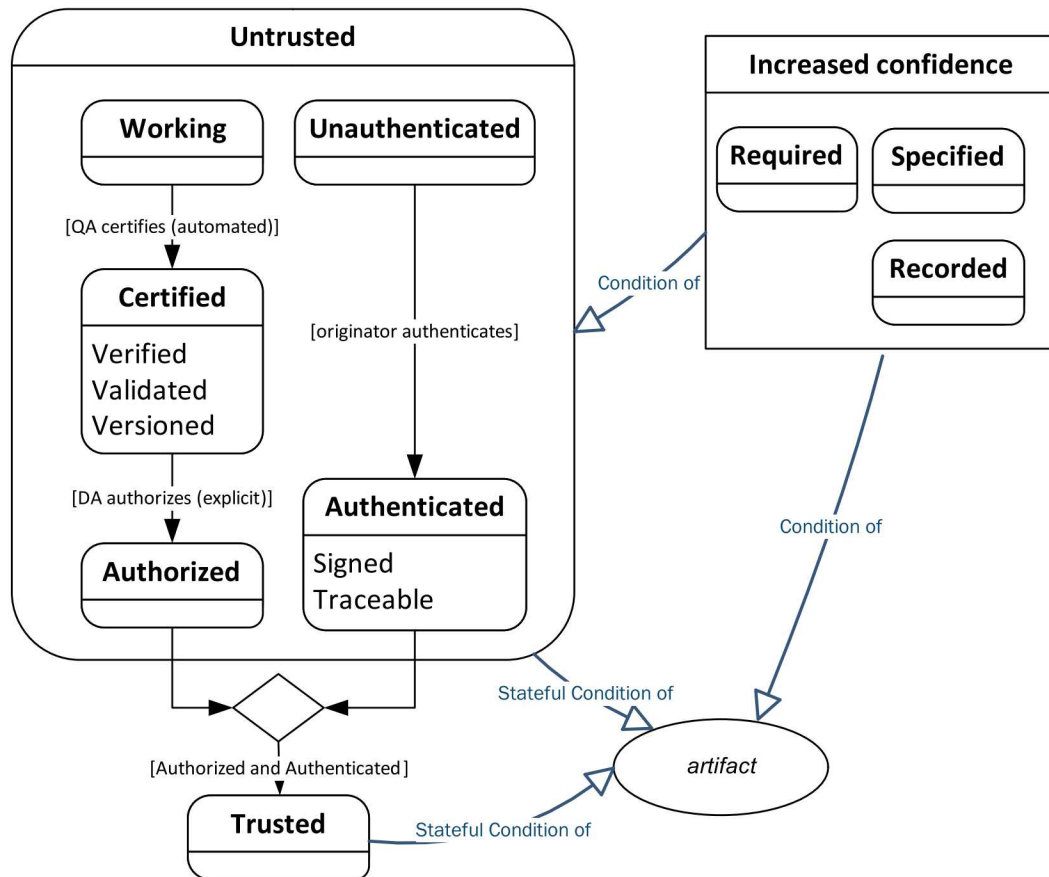 Untrusted
Increased confidence
Working
Unauthenticated
Required
Specified
[QA certifies (automated)]
Recorded
Certified
Condition of
Verified
Validated
Versioned
[originator authenticates]
[DA authorizes (explicit)]
Authenticated
Condition of
Authorized
Signed
Traceable
Stateful Condition of
[Authorized and Authenticated]
artifact
Trusted
Stateful Condition of